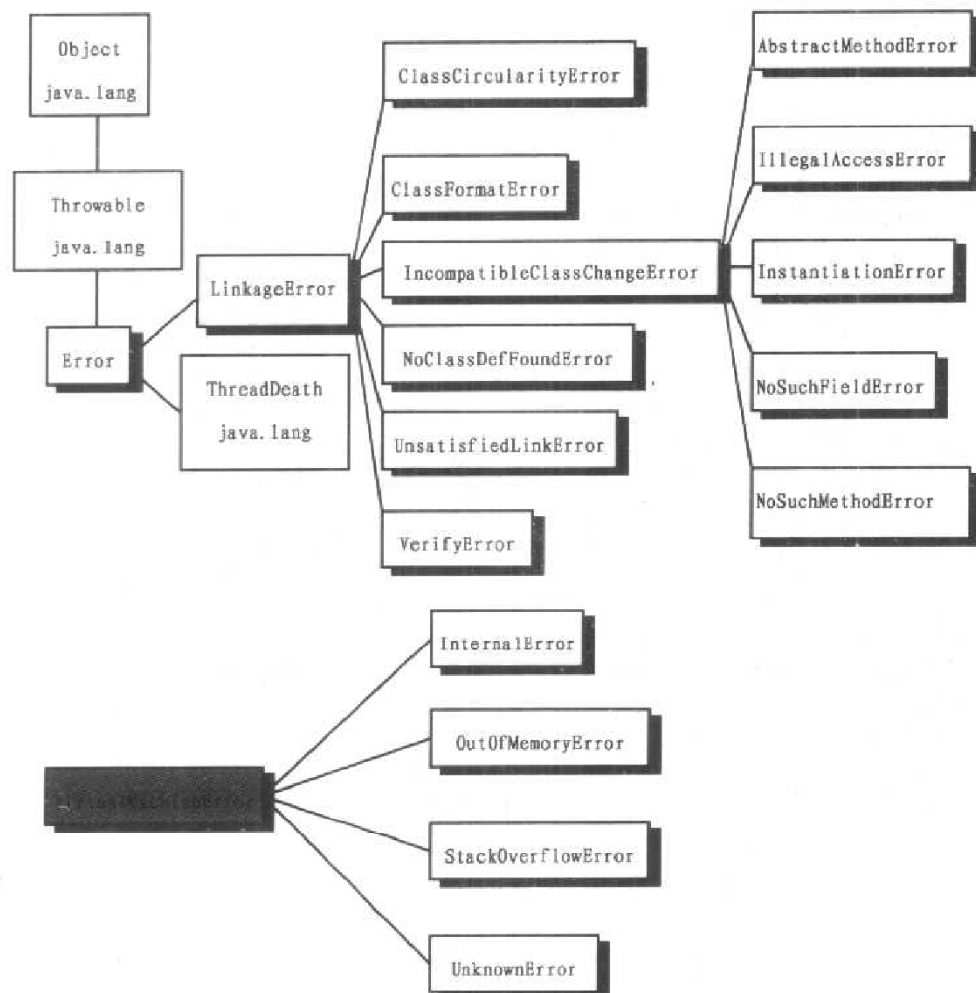 Object
java.lang
Throwable
java.lang
Error
LinkageError
ThreadDeath
java.lang
ClassCircularityError
ClassFormatError
IncompatibleClassChangeError
NoClassDefFoundError
UnsatisfiedLinkError
VerifyError
AbstractMethodError
IllegalAccessError
InstantiationError
NoSuchFieldError
NoSuchMethodError
VirtualMachineError
InternalError
OutOfMemoryError
StackOverflowError
UnknownError